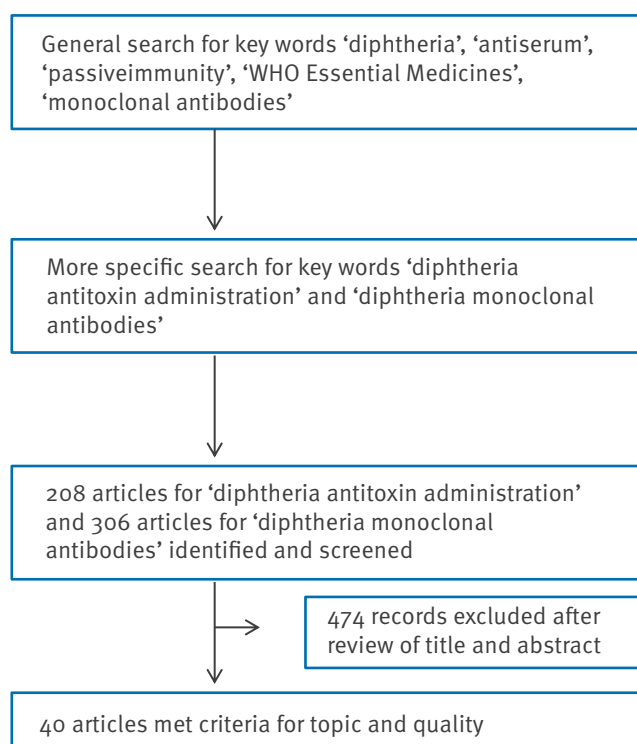 General search for key words ‘diphtheria’, ‘antiserum’,
‘passiveimmunity’, ‘WHO Essential Medicines’,
‘monoclonal antibodies’
More specific search for key words ‘diphtheria
antitoxin administration’ and ‘diphtheria monoclonal
antibodies’
208 articles for ‘diphtheria antitoxin administration’
and 306 articles for ‘diphtheria monoclonal
antibodies’ identified and screened
474 records excluded after
review of title and abstract
40 articles met criteria for topic and quality